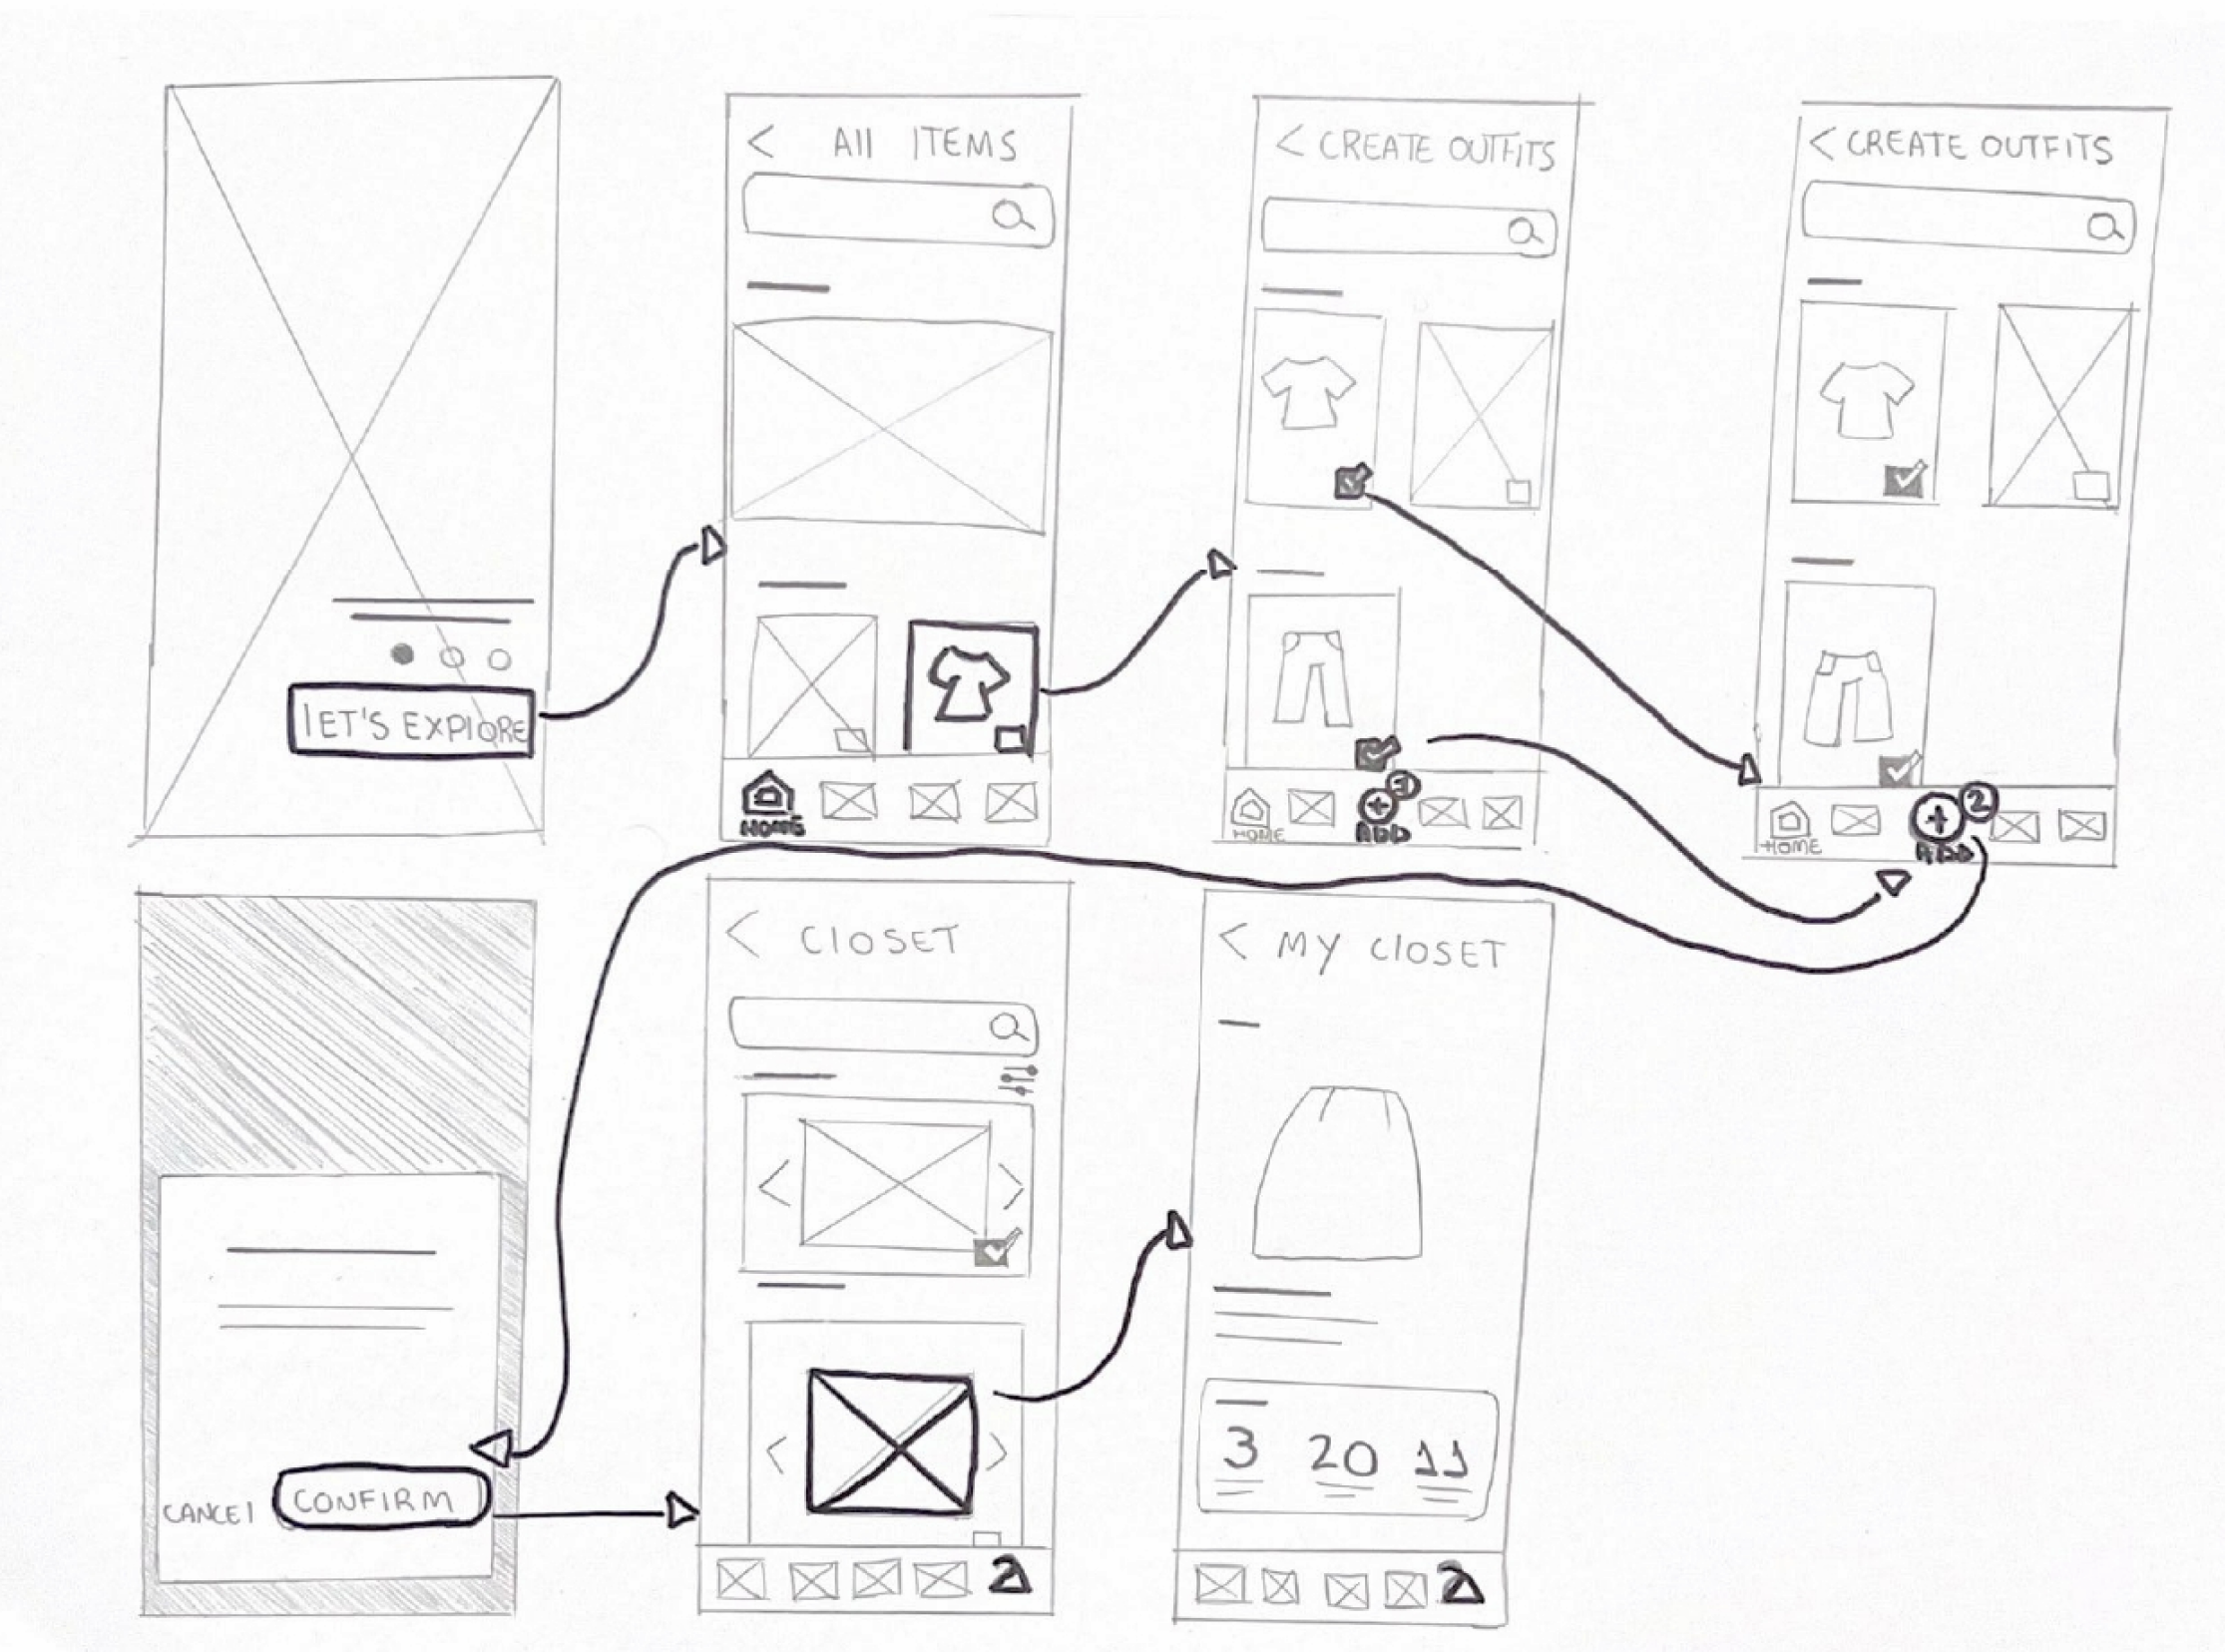 < All ITEMS
< CREATE OUTFITS
< CREATE OUTFITS
lET'S EXPlORE
HOME
HOME
ADD
HOME
2
ADD
CANCEl
CONFIRM
< ClOSET
< MY ClOSET
3 20 11